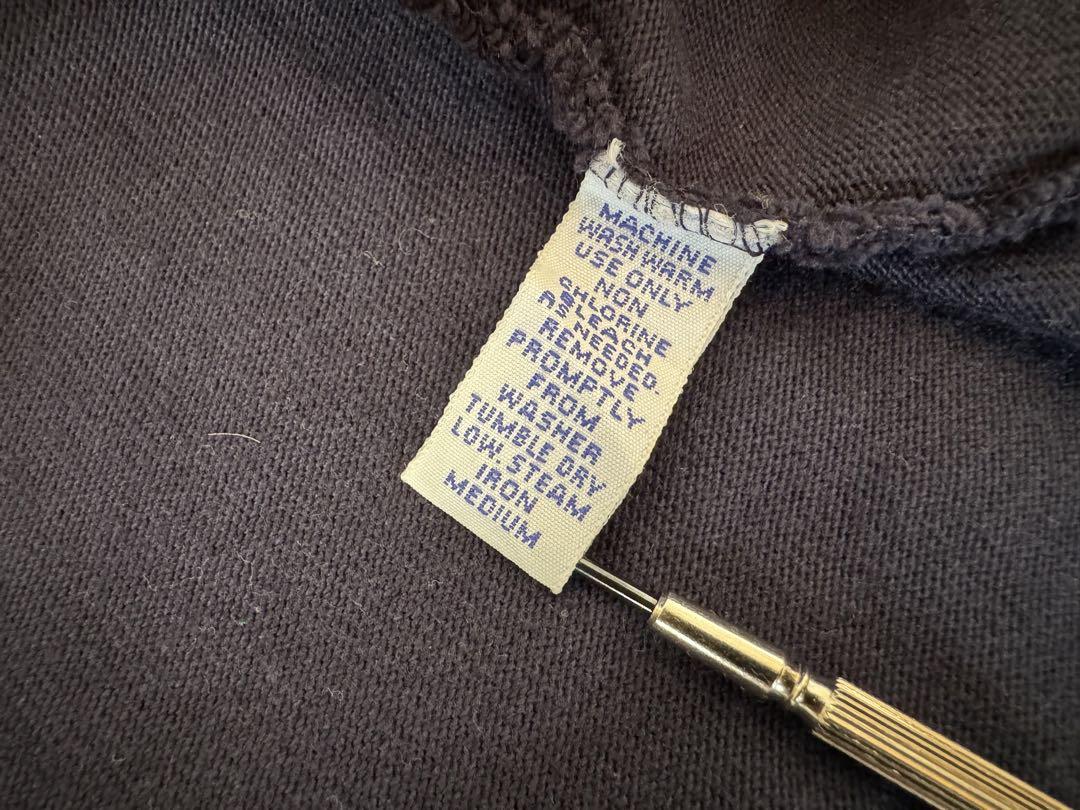 MACHINE
WASH WARM
USE ONLY
NON
CHLORINE
BLEACH
AS NEEDED.
REMOVE
PROMPTLY
FROM
WASHER
TUMBLE DRY
LOW. STEAM
IRON
MEDIUM